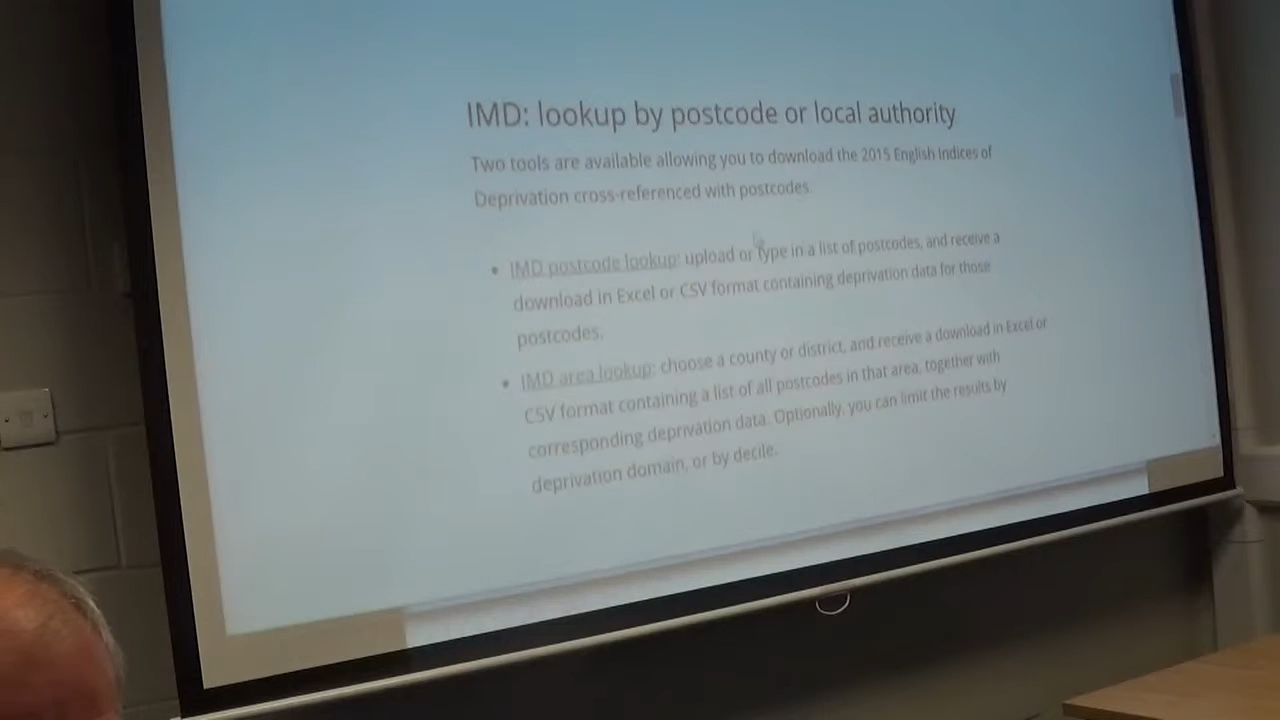 IMD: lookup by postcode or local authority
Two tools are available allowing you to download the 2015 English Indices of
Deprivation cross-referenced with postcodes.
• IMD postcode lookup: upload or type in a list of postcodes, and receive a
download in Excel or CSV format containing deprivation data for those
postcodes.
• IMD area lookup: choose a county or district, and receive a download in Excel or
CSV format containing a list of all postcodes in that area, together with
corresponding deprivation data. Optionally, you can limit the results by
deprivation domain, or by decile.